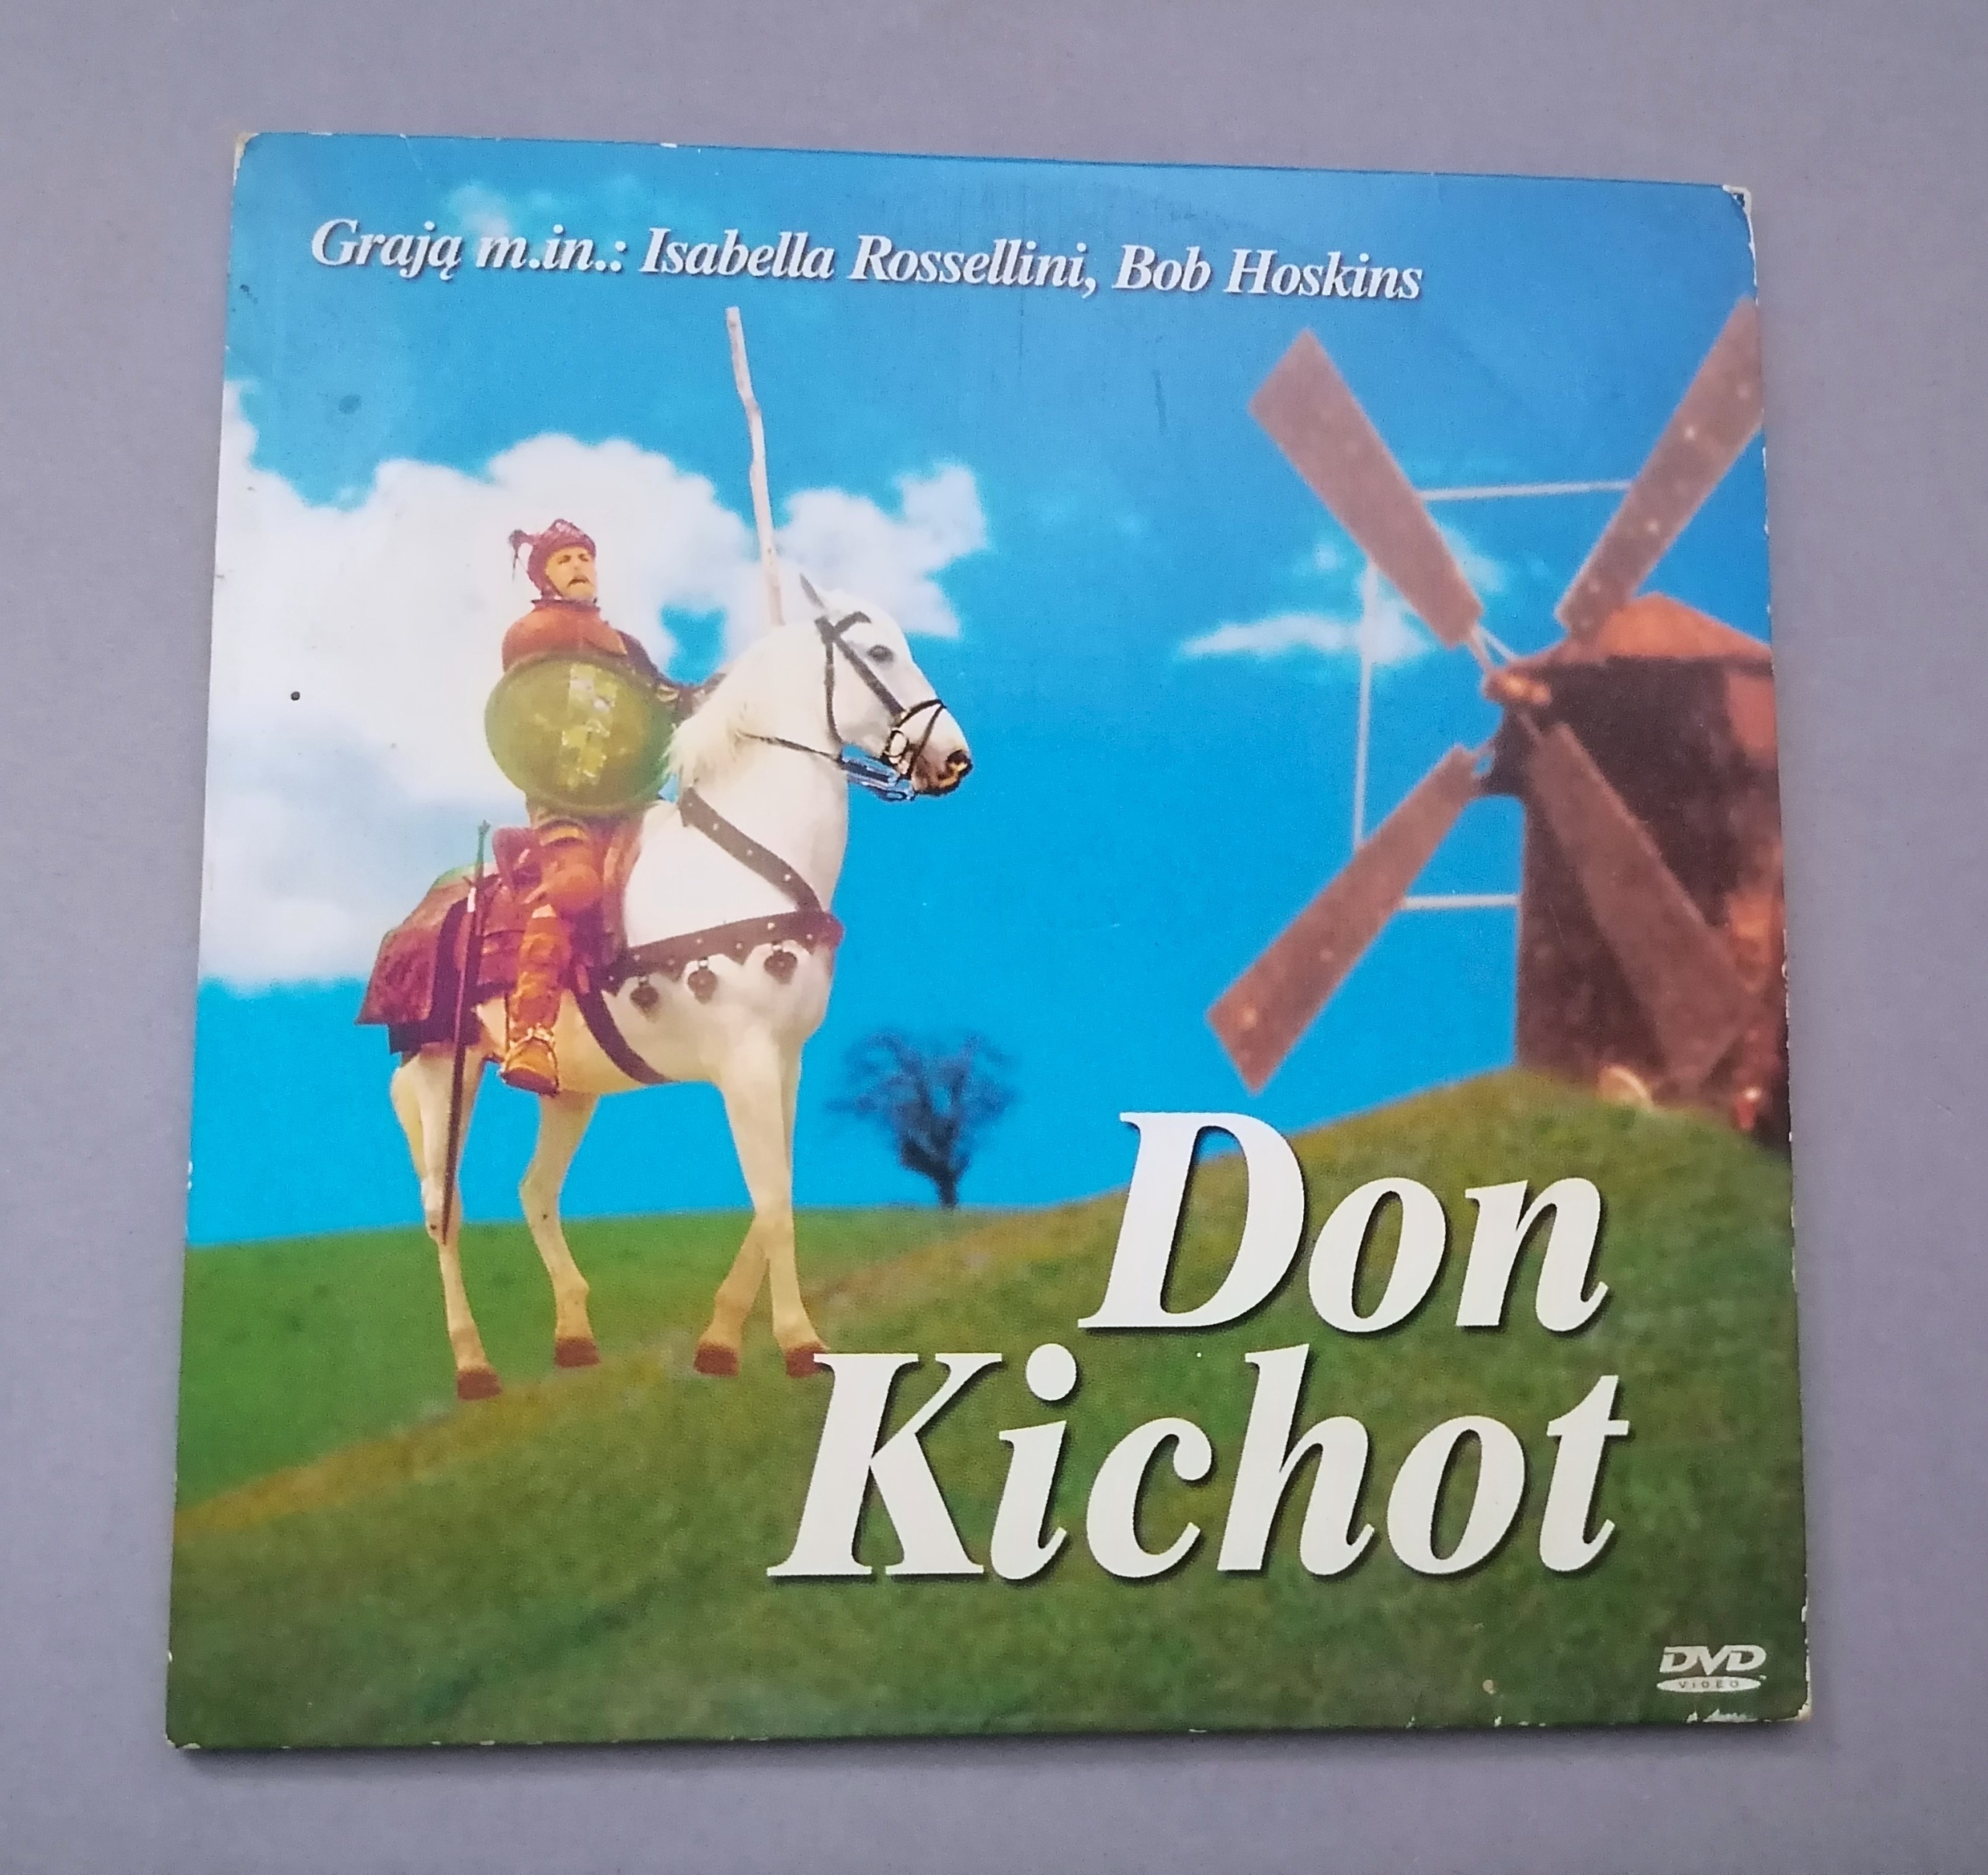 Grają m.in.: Isabella Rossellini, Bob Hoskins
Don
Kichot
DVD
VIDEO